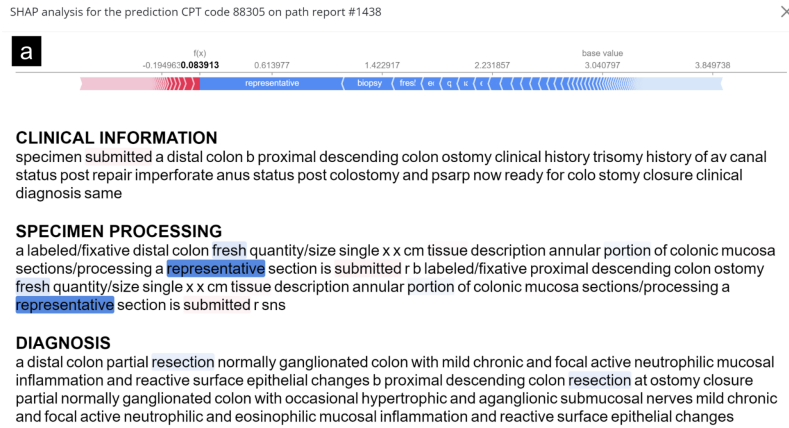 SHAP analysis for the prediction CPT code 88305 on path report #1438
a
f(x)
base value
-0.194963 0.083913 0.613977 1.422917 2.231857 3.040797 3.849738
representative biopsy q
CLINICAL INFORMATION
specimen submitted a distal colon b proximal descending colon ostomy clinical history trisomy history of av canal
status post repair imperforate anus status post colostomy and psarp now ready for colo stomy closure clinical
diagnosis same
SPECIMEN PROCESSING
a labeled/fixative distal colon fresh quantity/size single x x cm tissue description annular portion of colonic mucosa
sections/processing a representative section is submitted r b labeled/fixative proximal descending colon ostomy
fresh quantity/size single x x cm tissue description annular portion of colonic mucosa sections/processing a
representative section is submitted r sns
DIAGNOSIS
a distal colon partial resection normally ganglionated colon with mild chronic and focal active neutrophilic mucosal
inflammation and reactive surface epithelial changes b proximal descending colon resection at ostomy closure
partial normally ganglionated colon with occasional hypertrophic and aganglionic submucosal nerves mild chronic
and focal active neutrophilic and eosinophilic mucosal inflammation and reactive surface epithelial changes